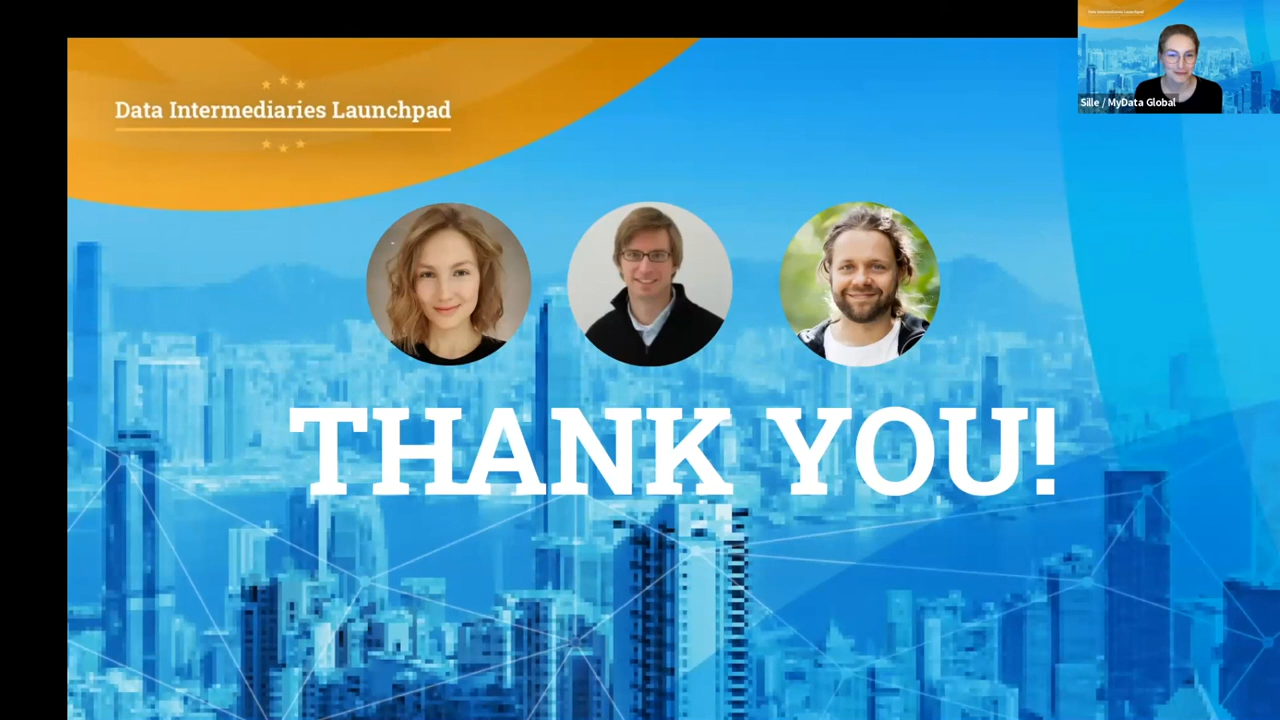 Data Intermediaries Launchpad
Sille / MyData Global
THANK YOU!